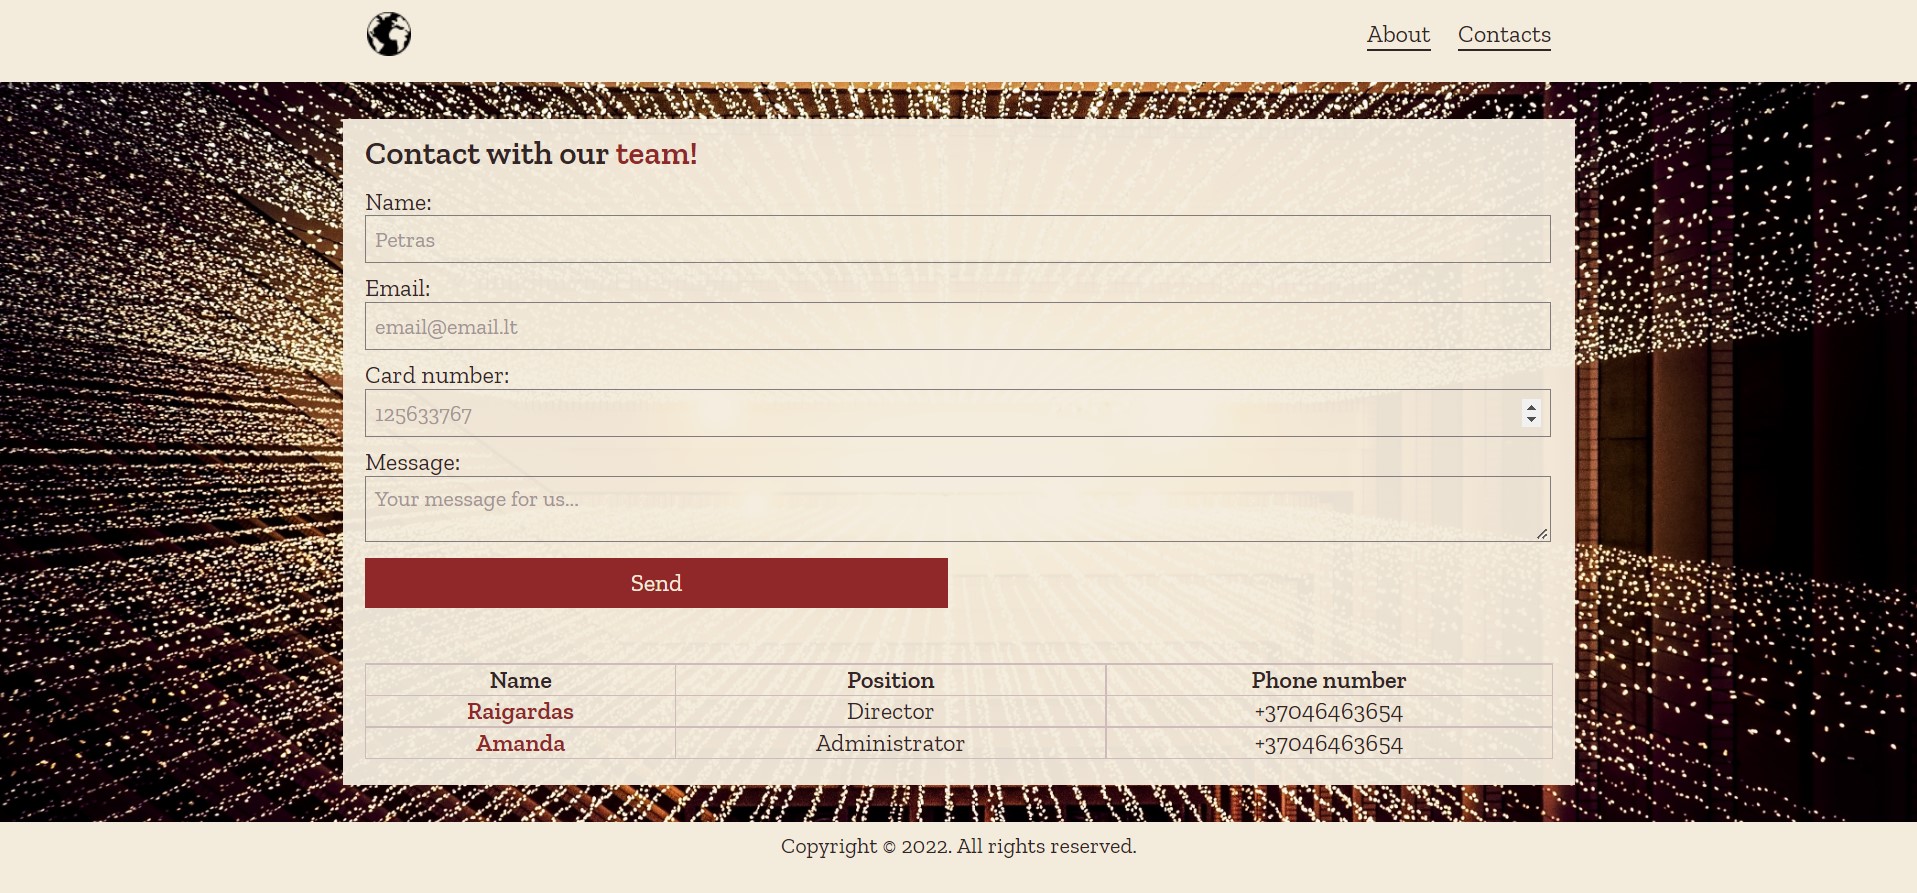 About Contacts
Contact with our team!
Name:
Petras
Email:
email@email.lt
Card number:
125633767
Message:
Your message for us...
Send
Name Position Phone number
Raigardas Director +37046463654
Amanda Administrator +37046463654
Copyright © 2022. All rights reserved.